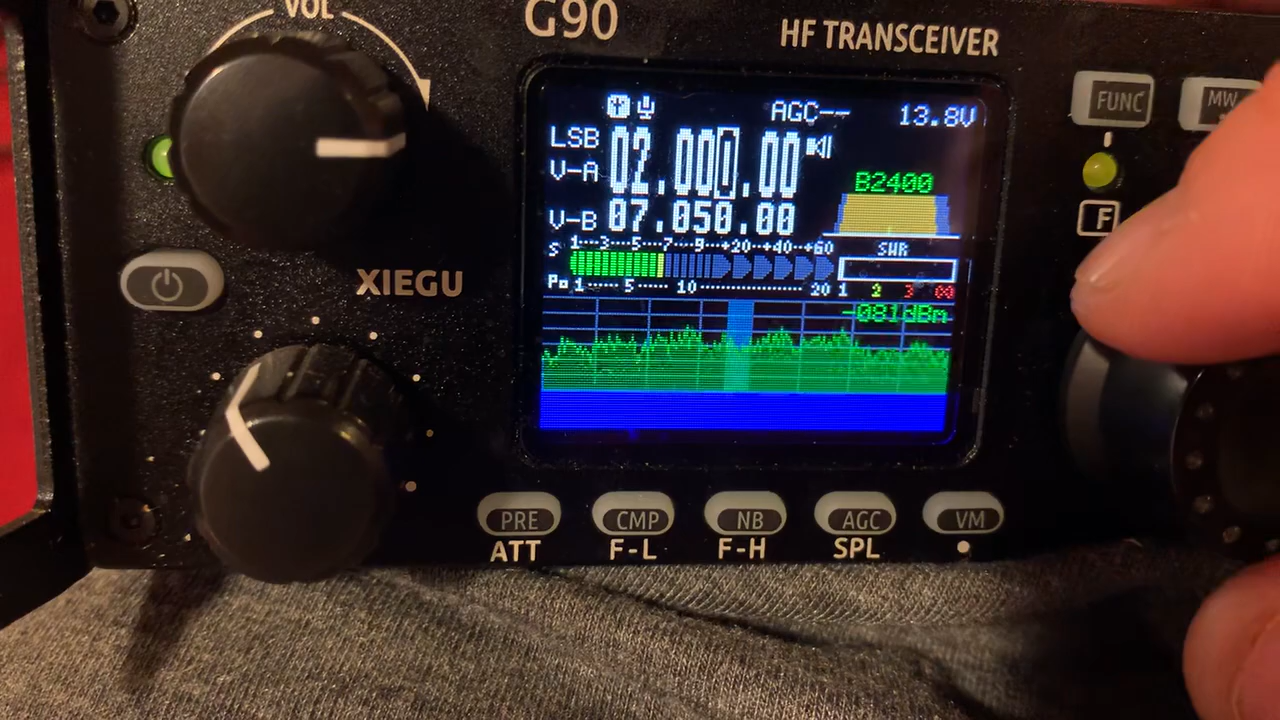 VOL
G90
HF TRANSCEIVER
AGC-- 13.8V
LSB 02.000.00
V-A
B2400
V-B 07.050.00
S 1···3···5···7···9···+20··+40··+60 SWR
Po 1······5······10···············20 1 2 3 ∞
-081dBm
XIEGU
FUNC
MW
F
PRE CMP NB AGC VM
ATT F-L F-H SPL